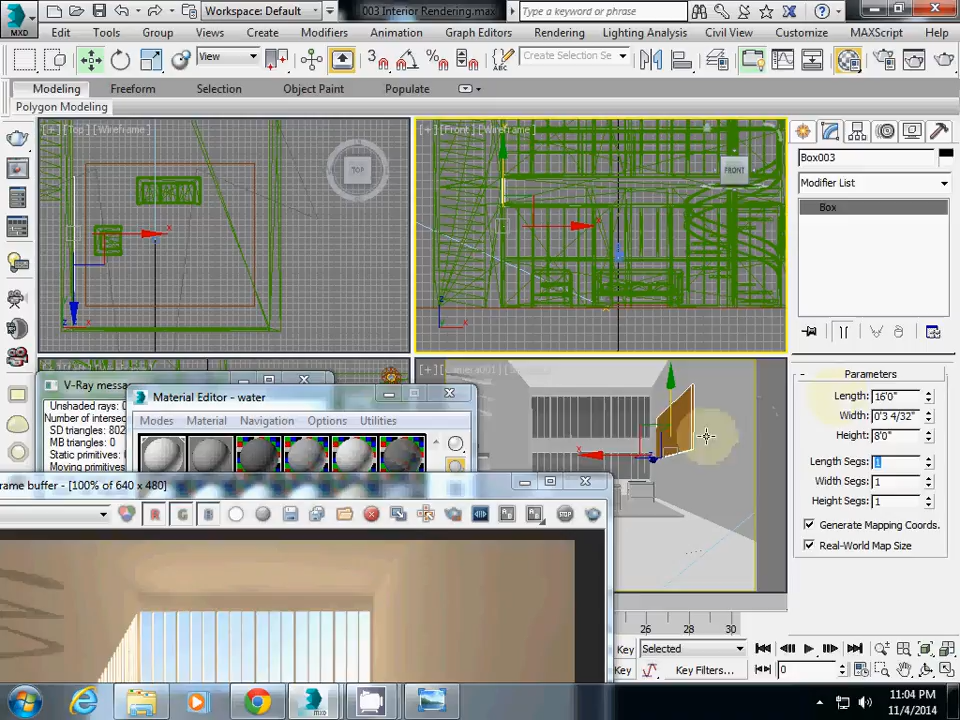 MXD
Workspace: Default
003 Interior Rendering.max
Type a keyword or phrase
Edit Tools Group Views Create Modifiers Animation Graph Editors Rendering Lighting Analysis Civil View Customize MAXScript Help
View
Create Selection Se
Modeling Freeform Selection Object Paint Populate
Polygon Modeling
[+] [Top] [Wireframe]
TOP
[+] [Front] [Wireframe]
FRONT
Box003
Modifier List
Box
Parameters
Length: 16'0"
Width: 0'3 4/32"
Height: 8'0"
Length Segs: 1
Width Segs: 1
Height Segs: 1
Generate Mapping Coords.
Real-World Map Size
V-Ray messa
Unshaded rays:
Number of intersec
SD triangles: 802
MB triangles: 0
Static primitives
Moving primitives
Material Editor - water
Modes Material Navigation Options Utilities
rame buffer - [100% of 640 x 480]
26 28 30
Key Selected
Key Key Filters...
0
11:04 PM
11/4/2014